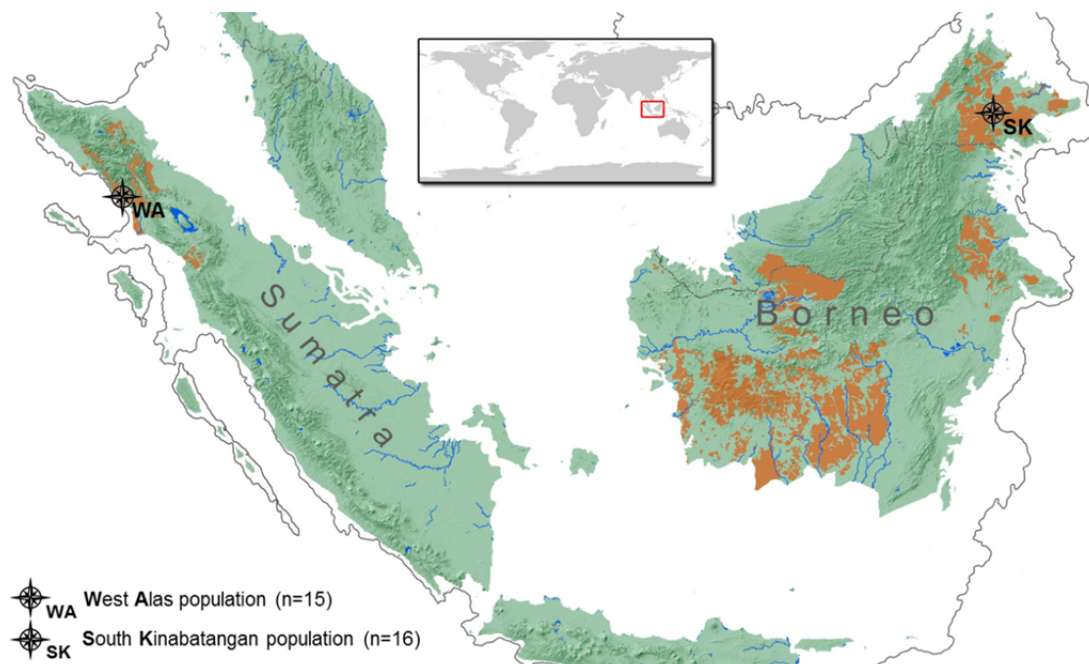 SK
WA
Sumatra
Borneo
WA West Alas population (n=15)
SK South Kinabatangan population (n=16)